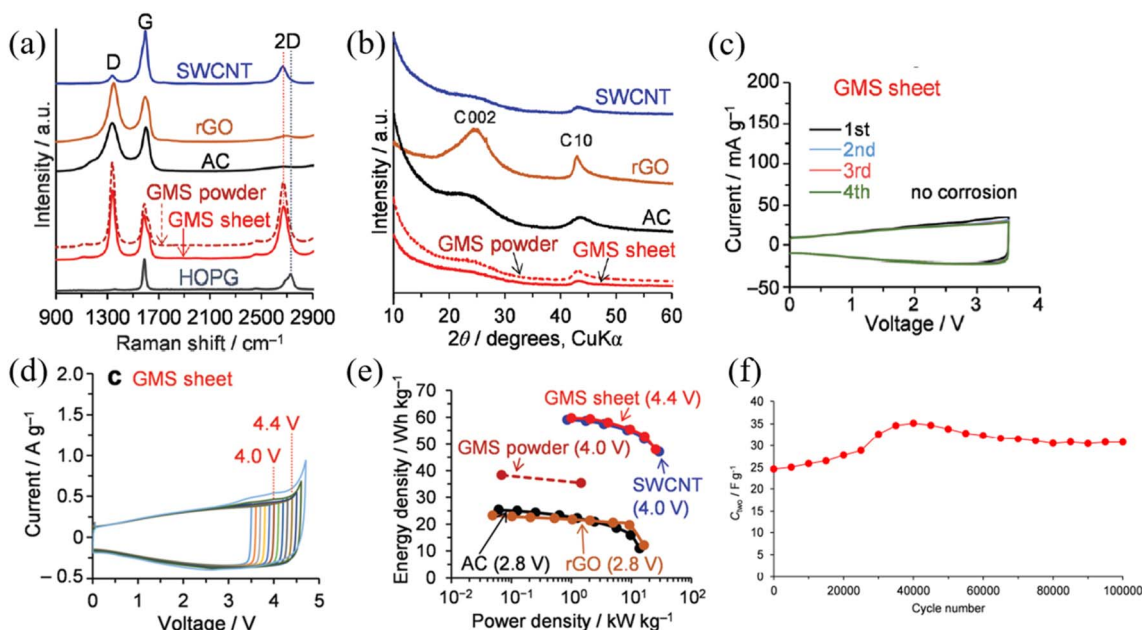 (a)
D
G
2D
SWCNT
rGO
AC
GMS powder
GMS sheet
HOPG
Intensity / a.u.
900 1300 1700 2100 2500 2900
Raman shift / cm⁻¹
(b)
SWCNT
C 002
C10
rGO
AC
GMS powder
GMS sheet
Intensity / a.u.
10 20 30 40 50 60
2θ / degrees, CuKα
(c)
GMS sheet
1st
2nd
3rd
4th
no corrosion
Current / mA g⁻¹
200
150
100
50
0
−50
0 1 2 3 4
Voltage / V
(d)
c GMS sheet
4.4 V
4.0 V
Current / A g⁻¹
2.0
1.5
1.0
0.5
0
−0.5
0 1 2 3 4 5
Voltage / V
(e)
GMS sheet (4.4 V)
GMS powder (4.0 V)
SWCNT
(4.0 V)
AC (2.8 V)
rGO (2.8 V)
Energy density / Wh kg⁻¹
70
60
50
40
30
20
10
0
10⁻² 10⁻¹ 10⁰ 10¹ 10²
Power density / kW kg⁻¹
(f)
C_two / F g⁻¹
40
35
30
25
20
15
10
5
0
0 20000 40000 60000 80000 100000
Cycle number